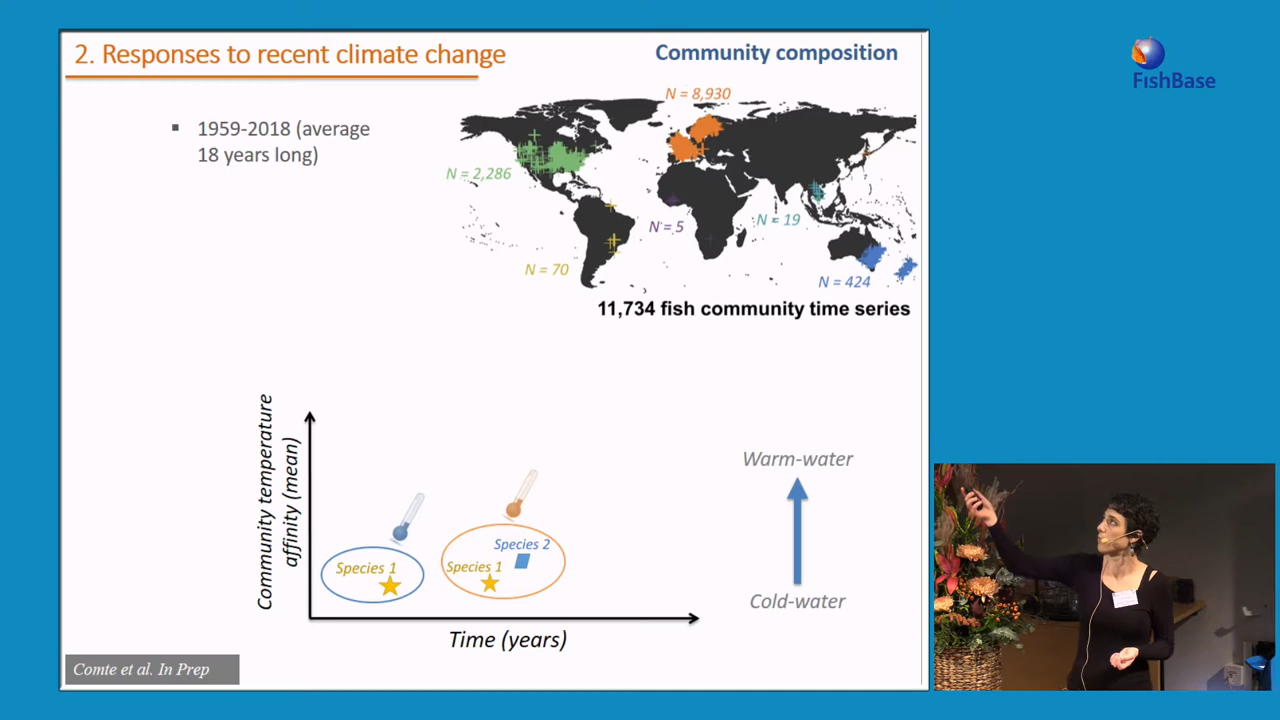 2. Responses to recent climate change
Community composition
FishBase
▪ 1959-2018 (average
18 years long)
N = 8,930
N = 2,286
N = 5
N = 19
N = 70
N = 424
11,734 fish community time series
Community temperature
affinity (mean)
Warm-water
Species 2
Species 1
Species 1
Cold-water
Time (years)
Comte et al. In Prep